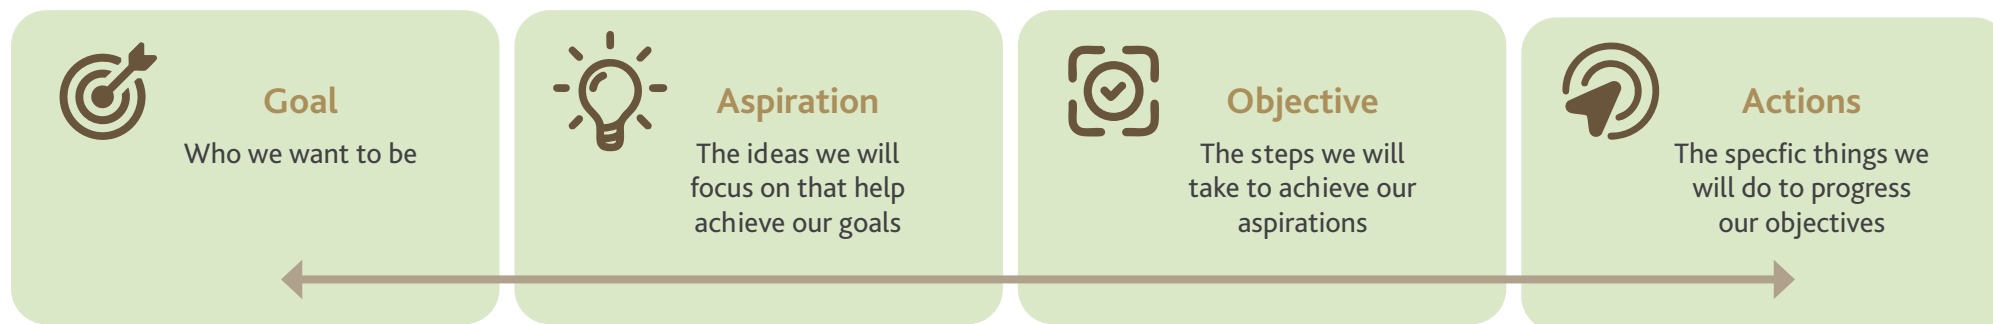 Goal
Who we want to be
Aspiration
The ideas we will
focus on that help
achieve our goals
Objective
The steps we will
take to achieve our
aspirations
Actions
The specfic things we
will do to progress
our objectives